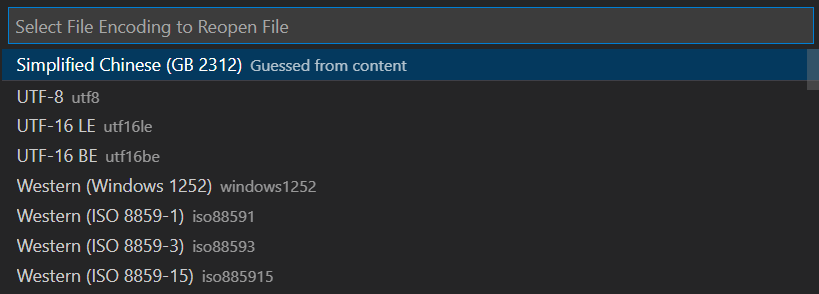 Select File Encoding to Reopen File
Simplified Chinese (GB 2312) Guessed from content
UTF-8 utf8
UTF-16 LE utf16le
UTF-16 BE utf16be
Western (Windows 1252) windows1252
Western (ISO 8859-1) iso88591
Western (ISO 8859-3) iso88593
Western (ISO 8859-15) iso885915